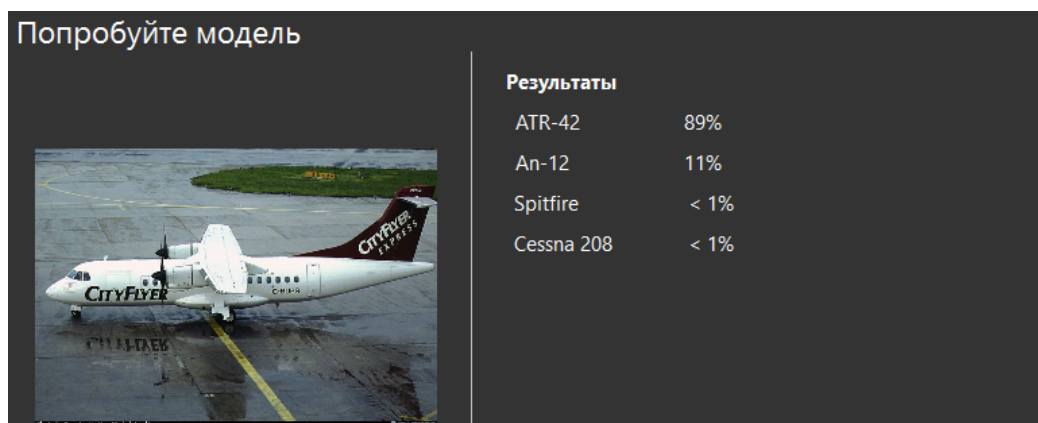 Попробуйте модель
Результаты
ATR-42 89%
An-12 11%
Spitfire < 1%
Cessna 208 < 1%
CITYFLYER
EXPRESS
CITYFLYER